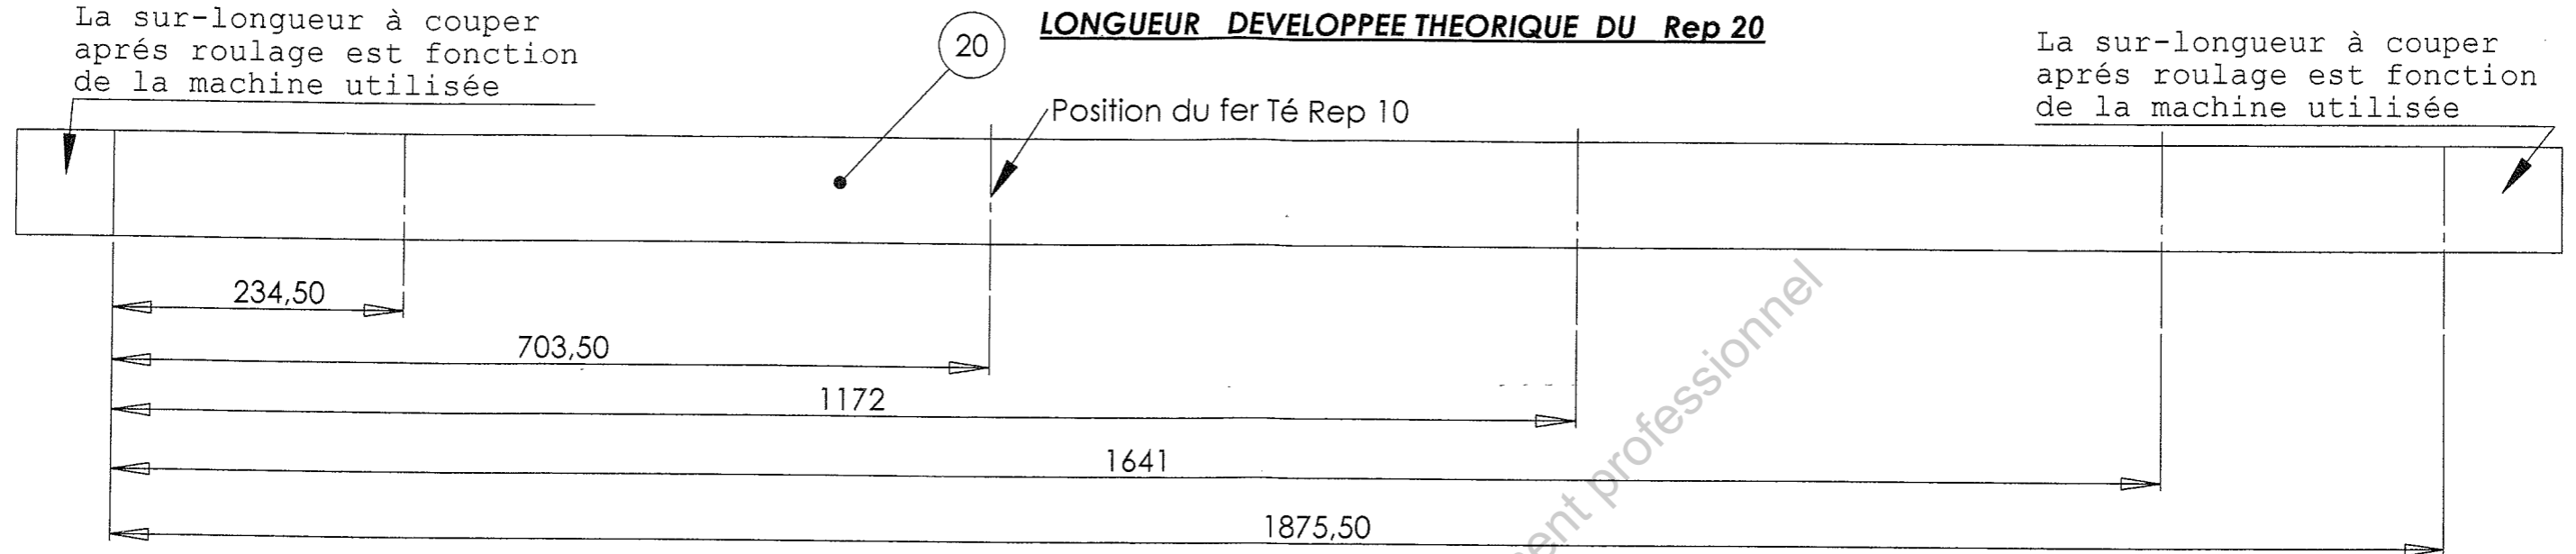 La sur-longueur à couper
aprés roulage est fonction
de la machine utilisée
20
LONGUEUR DEVELOPPEE THEORIQUE DU Rep 20
La sur-longueur à couper
aprés roulage est fonction
de la machine utilisée
Position du fer Té Rep 10
234,50
703,50
1172
1641
1875,50
professionnel